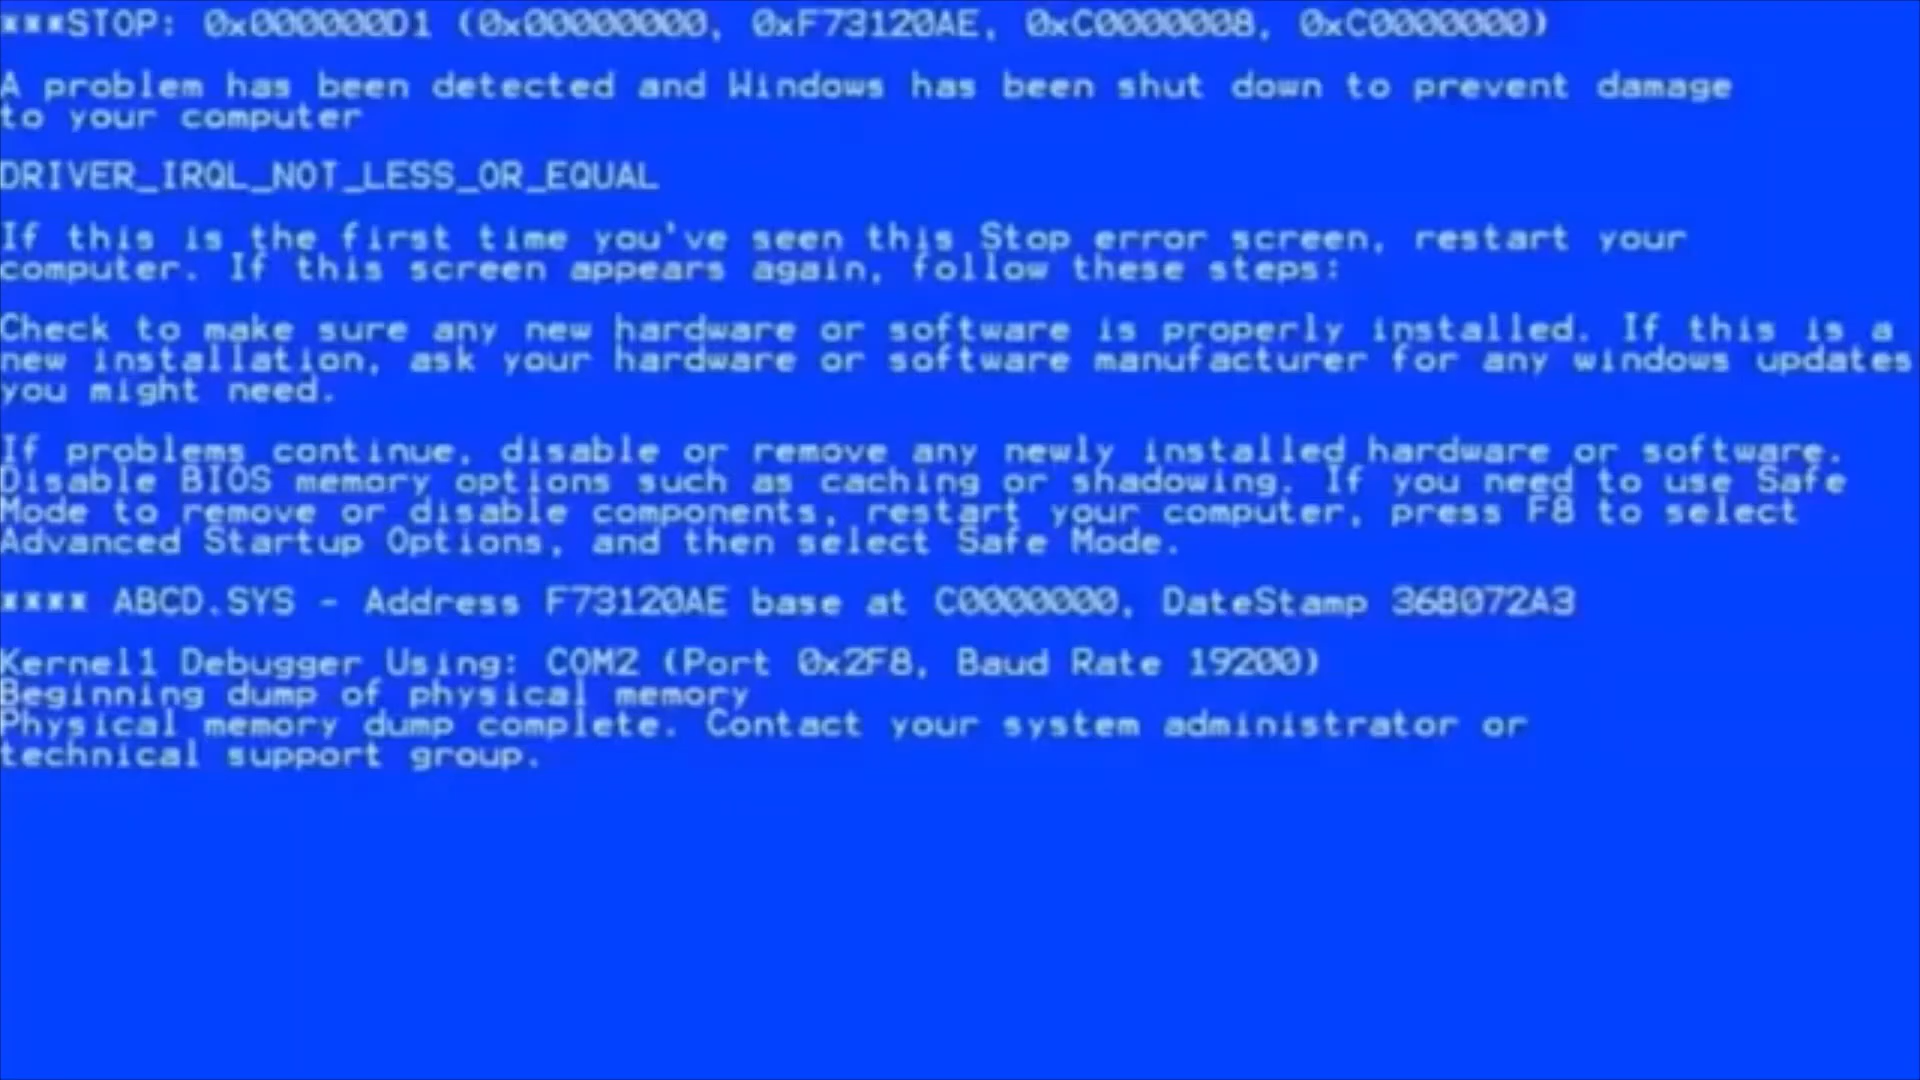 ***STOP: 0x000000D1 (0x00000000, 0xF73120AE, 0xC0000008, 0xC0000000)
A problem has been detected and Windows has been shut down to prevent damage
to your computer
DRIVER_IRQL_NOT_LESS_OR_EQUAL
If this is the first time you've seen this Stop error screen, restart your
computer. If this screen appears again, follow these steps:
Check to make sure any new hardware or software is properly installed. If this is a
new installation, ask your hardware or software manufacturer for any windows updates
you might need.
If problems continue, disable or remove any newly installed hardware or software.
Disable BIOS memory options such as caching or shadowing. If you need to use Safe
Mode to remove or disable components, restart your computer, press F8 to select
Advanced Startup Options, and then select Safe Mode.
**** ABCD.SYS - Address F73120AE base at C0000000, DateStamp 36B072A3
Kernel1 Debugger Using: COM2 (Port 0x2F8, Baud Rate 19200)
Beginning dump of physical memory
Physical memory dump complete. Contact your system administrator or
technical support group.